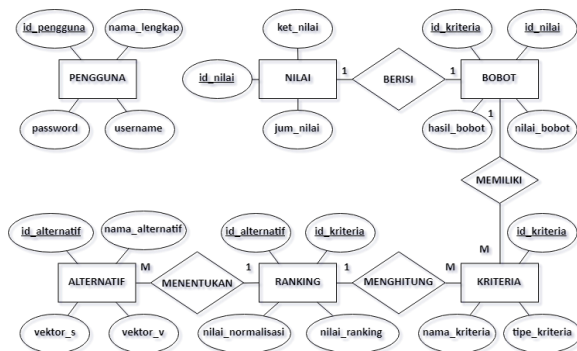 id_pengguna
nama_lengkap
PENGGUNA
password
username
ket_nilai
id_nilai
NILAI
jum_nilai
1
BERISI
1
id_kriteria
id_nilai
BOBOT
hasil_bobot
nilai_bobot
1
MEMILIKI
M
id_alternatif
nama_alternatif
ALTERNATIF
vektor_s
vektor_v
M
MENENTUKAN
1
id_alternatif
id_kriteria
RANKING
nilai_normalisasi
nilai_ranking
1
MENGHITUNG
M
id_kriteria
KRITERIA
nama_kriteria
tipe_kriteria